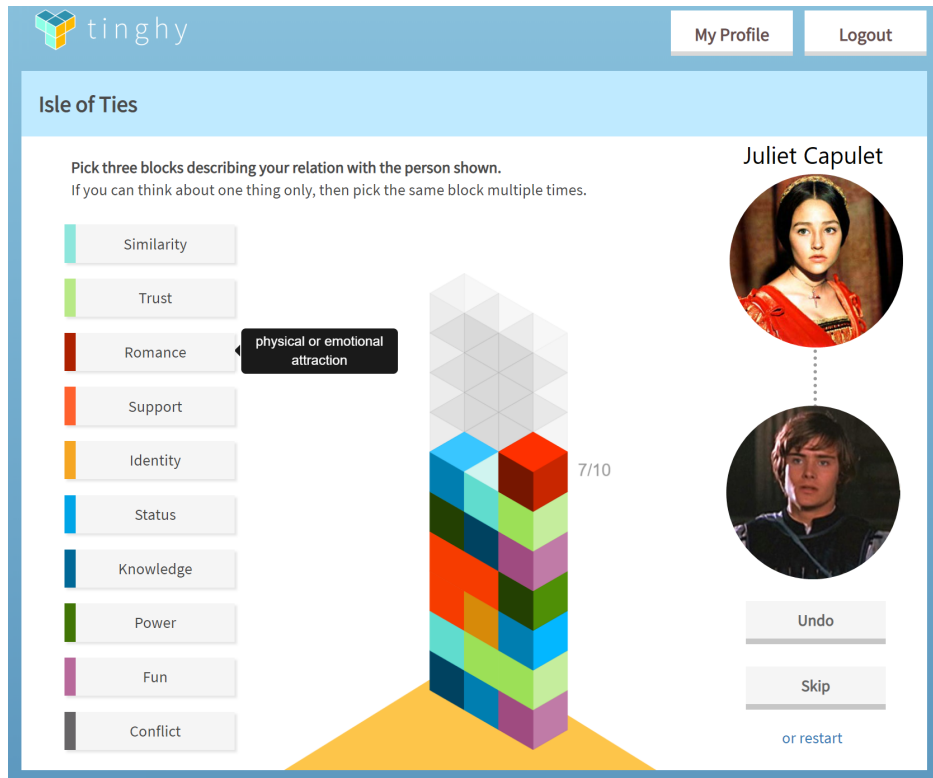 tinghy
My Profile
Logout
Isle of Ties
Pick three blocks describing your relation with the person shown.
If you can think about one thing only, then pick the same block multiple times.
Similarity
Trust
Romance
physical or emotional
attraction
Support
Identity
Status
Knowledge
Power
Fun
Conflict
7/10
Juliet Capulet
Undo
Skip
or restart